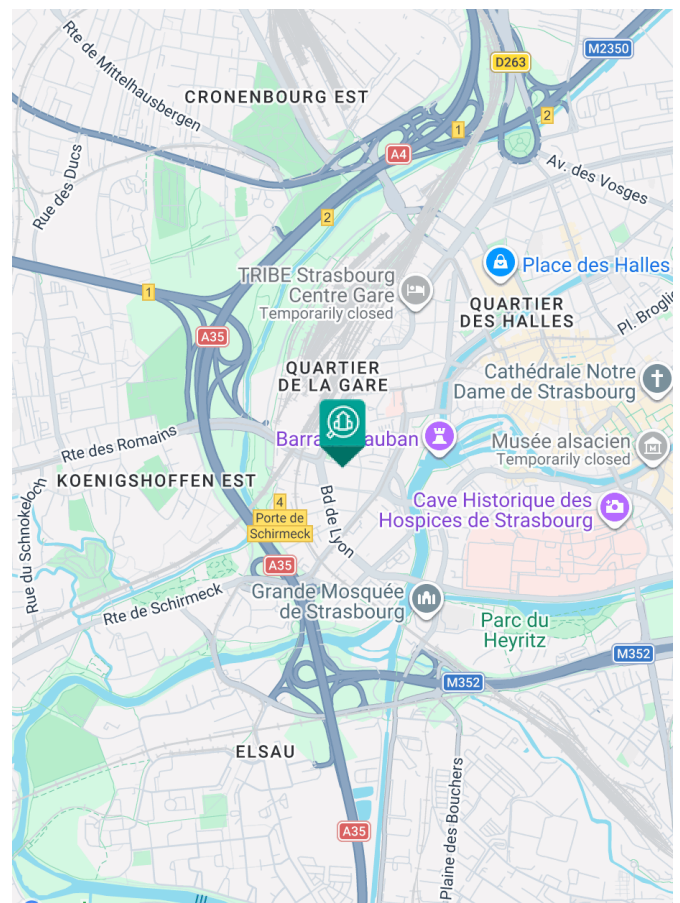 M2350
D263
Rte de Mittelhausbergen
CRONENBOURG EST
1
2
A4
Av. des Vosges
Rue des Ducs
2
Place des Halles
TRIBE Strasbourg
Centre Gare
Temporarily closed
1
QUARTIER
DES HALLES
Pl. Broglie
A35
QUARTIER
DE LA GARE
Cathédrale Notre
Dame de Strasbourg
Rte des Romains
Musée alsacien
Temporarily closed
KOENIGSHOFFEN EST
4
Porte de
Schirmeck
Bd de Lyon
Cave Historique des
Hospices de Strasbourg
Rue du Schnokeloch
A35
Rte de Schirmeck
Grande Mosquée
de Strasbourg
Parc du
Heyritz
M352
M352
ELSAU
Plaine des Bouchers
A35